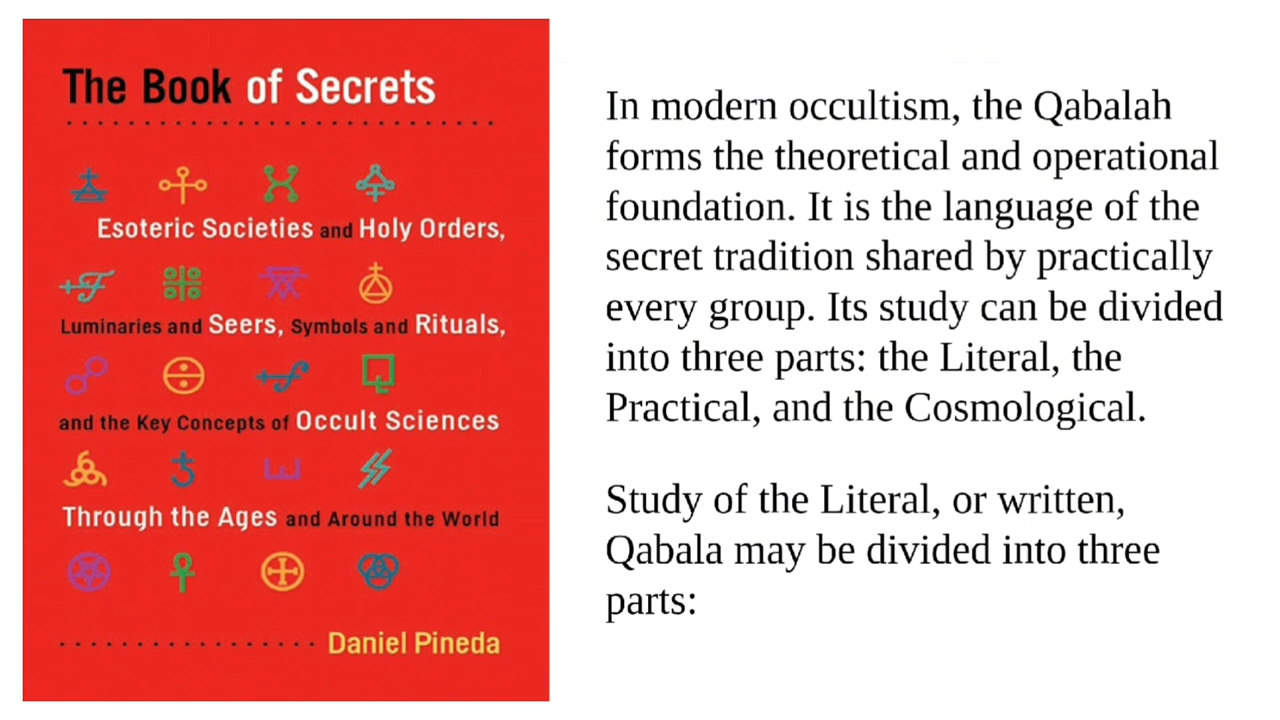 The Book of Secrets
Esoteric Societies and Holy Orders,
Luminaries and Seers, Symbols and Rituals,
and the Key Concepts of Occult Sciences
Through the Ages and Around the World
Daniel Pineda
In modern occultism, the Qabalah
forms the theoretical and operational
foundation. It is the language of the
secret tradition shared by practically
every group. Its study can be divided
into three parts: the Literal, the
Practical, and the Cosmological.
Study of the Literal, or written,
Qabala may be divided into three
parts: